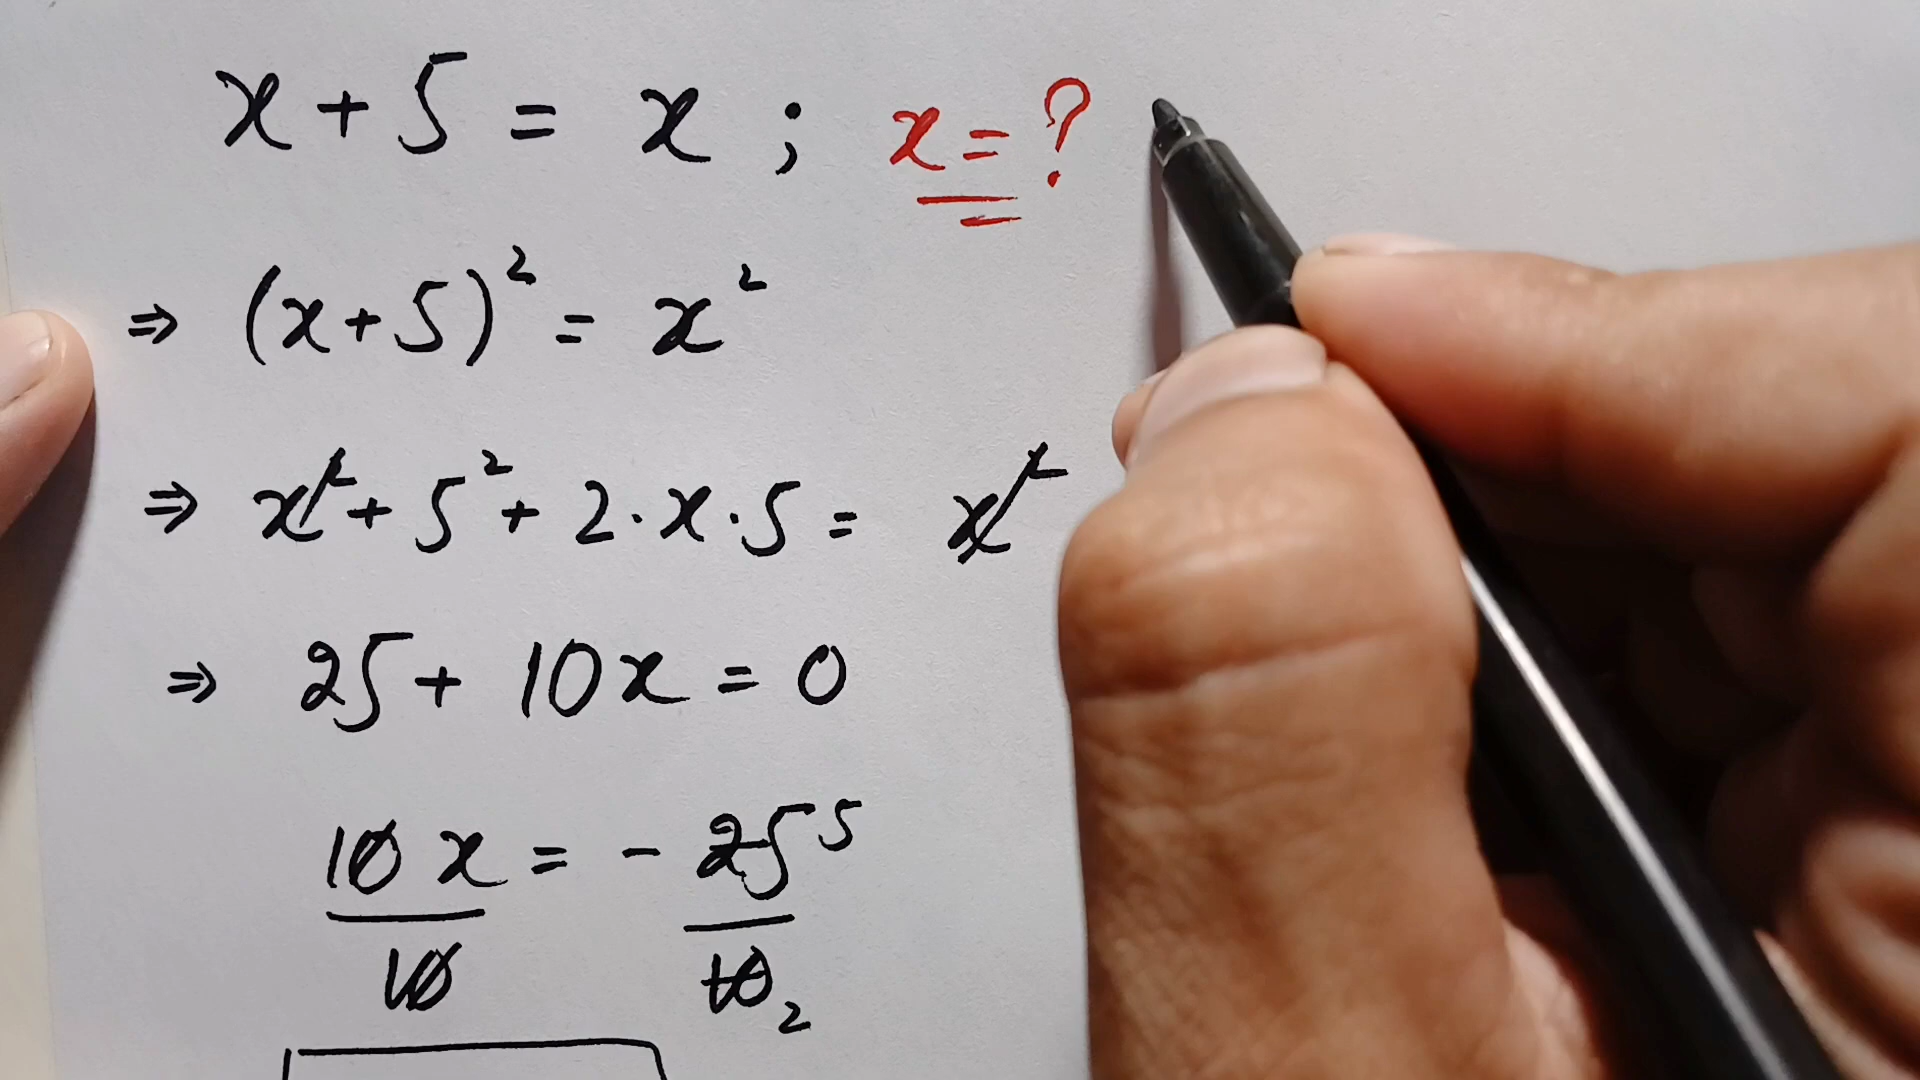 x + 5 = x ; x = ?
⇒ (x+5)² = x²
⇒ x² + 5² + 2·x·5 = x²
⇒ 25 + 10x = 0
10x/10 = - 25/10 5 2